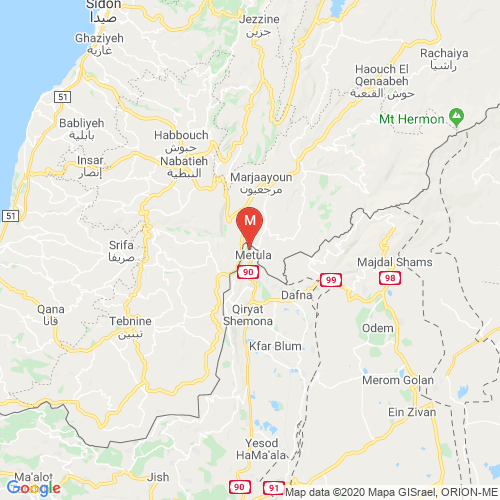 Sidon
صيدا
Jezzine
جزين
Ghaziyeh
غازية
Rachaiya
راشيا
Haouch El
Qenaabeh
حوش القنعبة
51
Babliyeh
بابلية
Mt Hermon
Habbouch
حبوش
Insar
إنصار
Nabatieh
النبطية
Marjaayoun
مرجعيون
51
M
Srifa
صريفا
Metula
90
Majdal Shams
99
98
Dafna
Qana
قانا
Tebnine
تبنين
Qiryat
Shemona
Odem
Kfar Blum
Merom Golan
Ein Zivan
Yesod
HaMa'ala
Ma'alot
Jish
90
91
Google
Map data ©2020 Mapa GISrael, ORION-ME